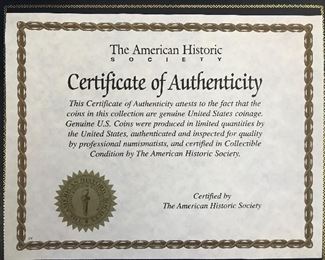 The American Historic
SOCIETY
Certificate of Authenticity
This Certificate of Authenticity attests to the fact that the
coins in this collection are genuine United States coinage.
Genuine U.S. Coins were produced in limited quantities by
the United States, authenticated and inspected for quality
by professional numismatists, and certified in Collectible
Condition by The American Historic Society.
Certified by
The American Historic Society